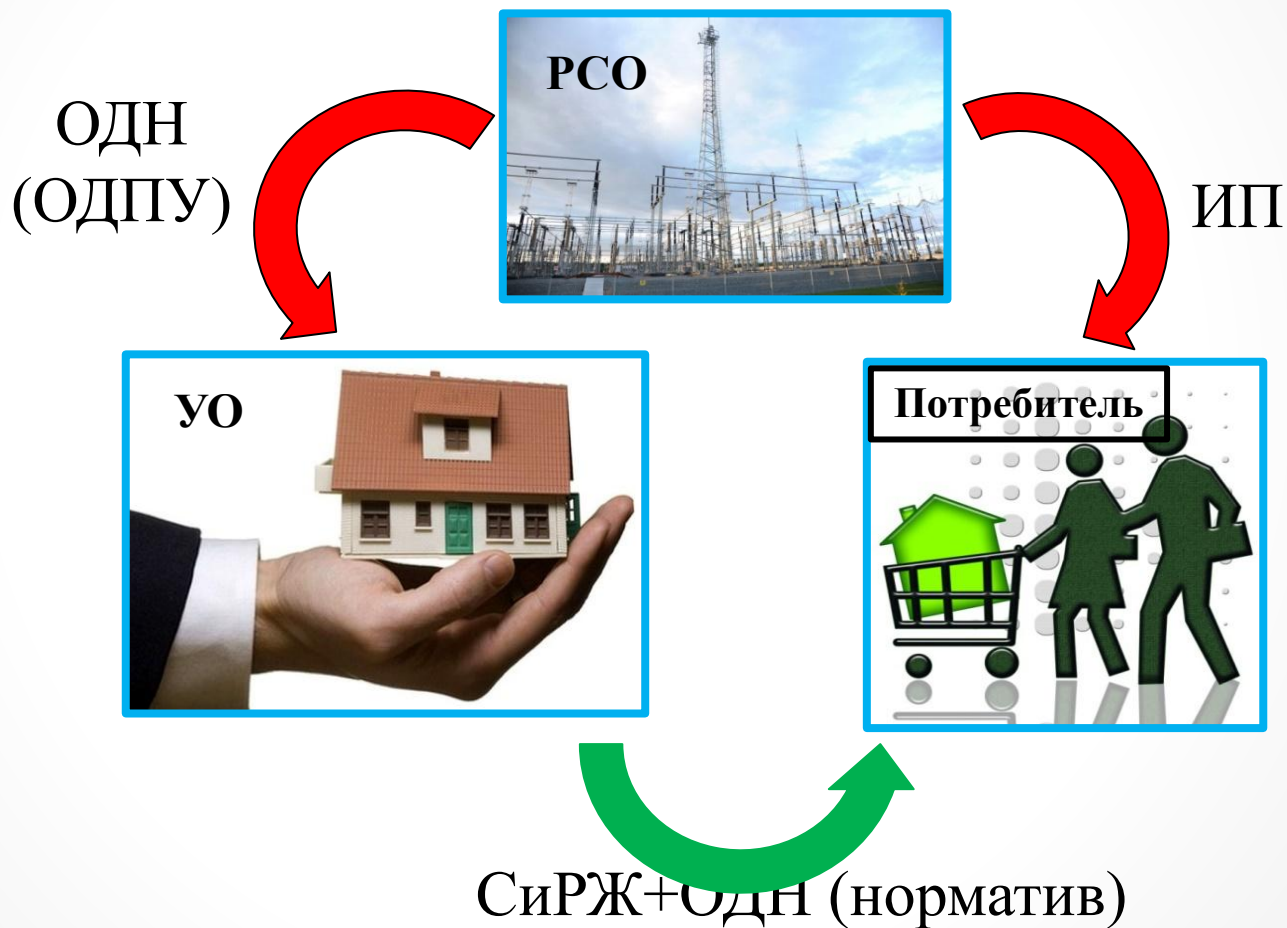 РСО
ОДН
(ОДПУ)
ИП
УО
Потребитель
СиРЖ+ОДН (норматив)